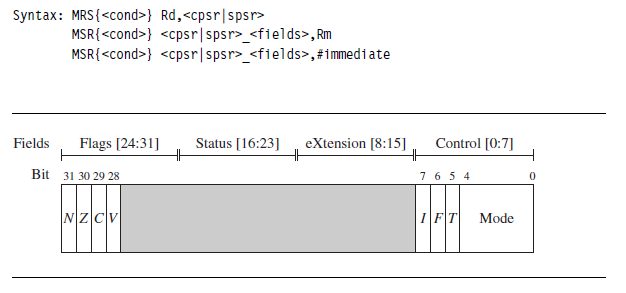 Syntax: MRS{<cond>} Rd,<cpsr|spsr>
MSR{<cond>} <cpsr|spsr>_<fields>,Rm
MSR{<cond>} <cpsr|spsr>_<fields>,#immediate
Fields Flags [24:31] Status [16:23] eXtension [8:15] Control [0:7]
Bit 31 30 29 28 7 6 5 4 0
N Z C V I F T Mode